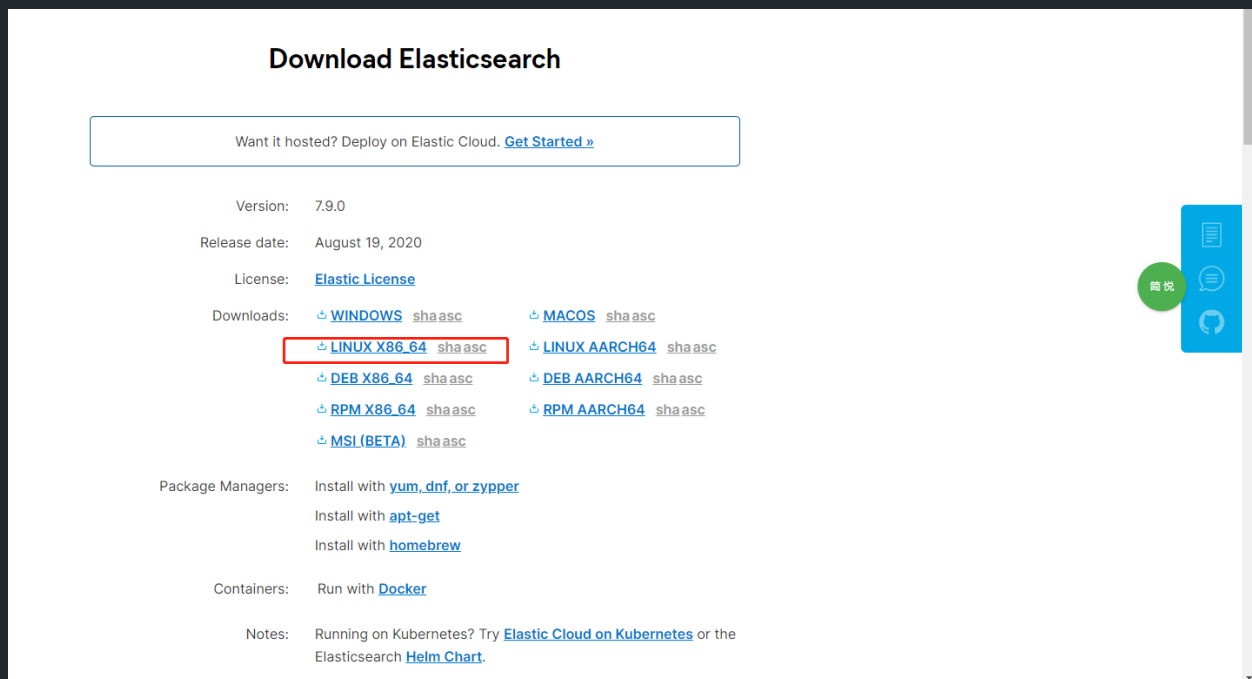 Download Elasticsearch
Want it hosted? Deploy on Elastic Cloud. Get Started »
Version: 7.9.0
Release date: August 19, 2020
License: Elastic License
Downloads: WINDOWS sha asc MACOS sha asc
LINUX X86_64 sha asc LINUX AARCH64 sha asc
DEB X86_64 sha asc DEB AARCH64 sha asc
RPM X86_64 sha asc RPM AARCH64 sha asc
MSI (BETA) sha asc
Package Managers: Install with yum, dnf, or zypper
Install with apt-get
Install with homebrew
Containers: Run with Docker
Notes: Running on Kubernetes? Try Elastic Cloud on Kubernetes or the
Elasticsearch Helm Chart.
简悦